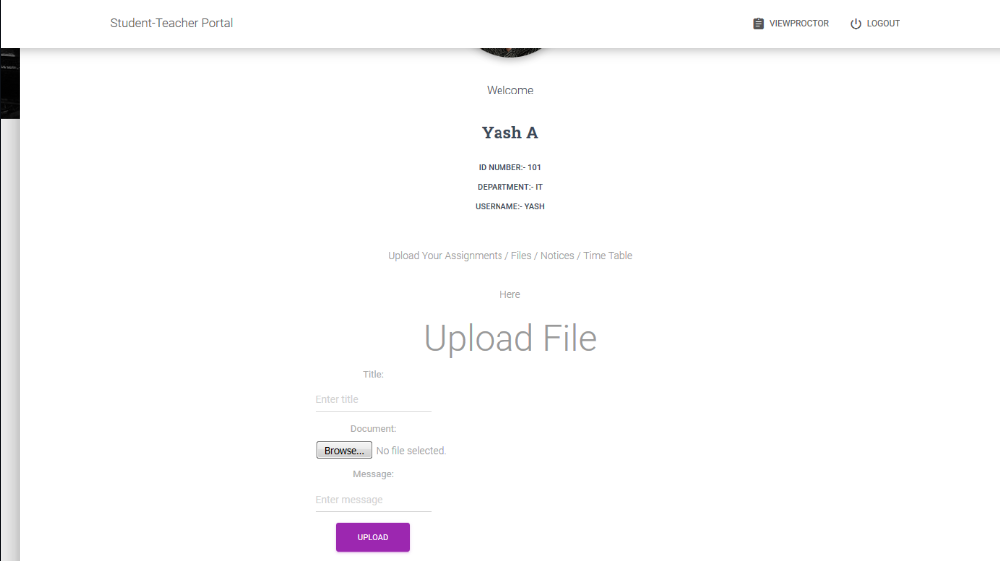 Student-Teacher Portal VIEWPROCTOR LOGOUT
Welcome
Yash A
ID NUMBER:- 101
DEPARTMENT:- IT
USERNAME:- YASH
Upload Your Assignments / Files / Notices / Time Table
Here
Upload File
Title:
Enter title
Document:
Browse... No file selected.
Message:
Enter message
UPLOAD